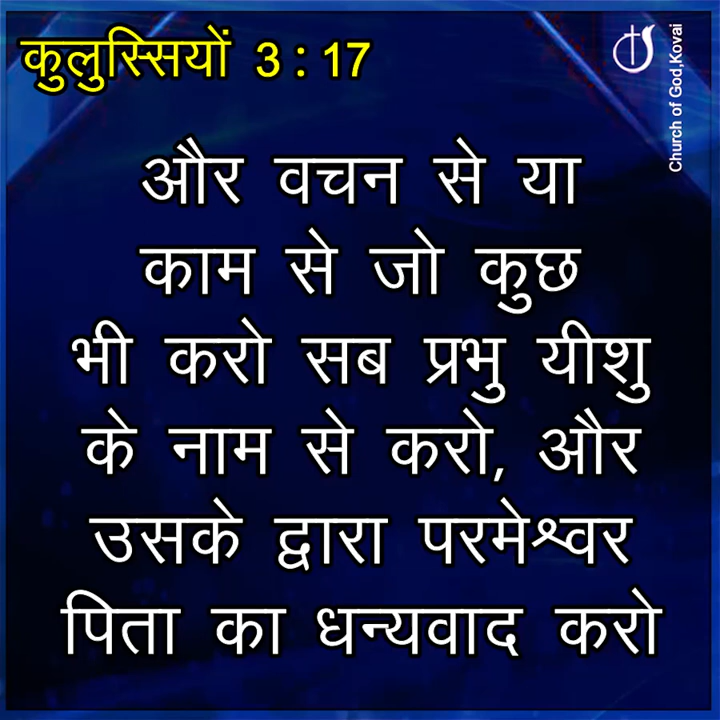 कुलुस्सियों 3 : 17
Church of God,Kovai
और वचन से या
काम से जो कुछ
भी करो सब प्रभु यीशु
के नाम से करो, और
उसके द्वारा परमेश्वर
पिता का धन्यवाद करो